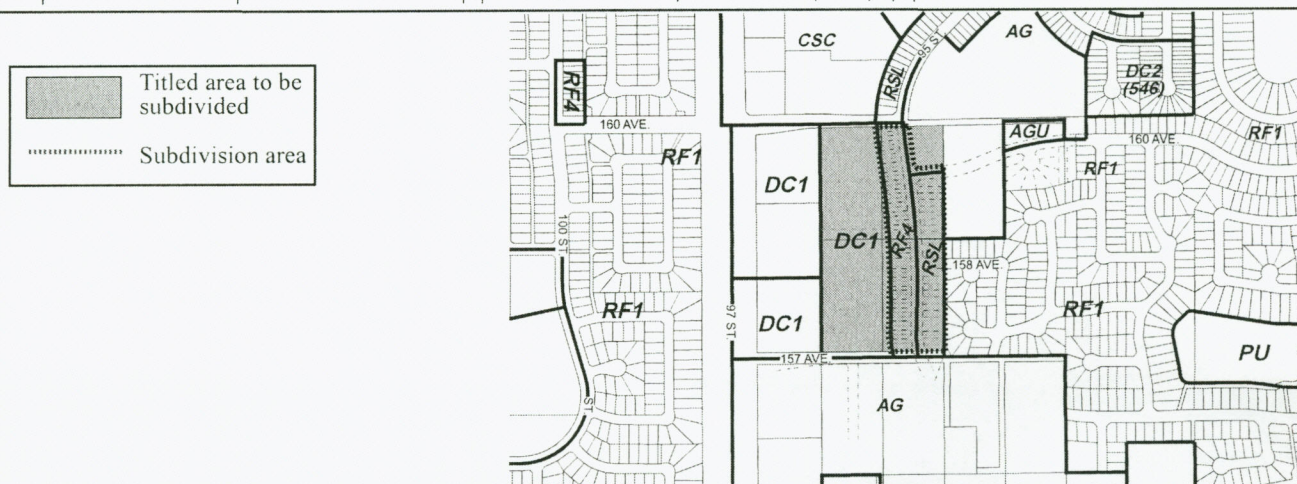 Titled area to be
subdivided
Subdivision area
CSC
AG
95 ST.
RSL
DC2
(546)
RF4
160 AVE.
RF1
AGU
160 AVE.
RF1
RF1
DC1
DC1
RF4
RSL
100 ST.
158 AVE.
RF1
RF1
97 ST.
DC1
157 AVE.
PU
ST.
AG